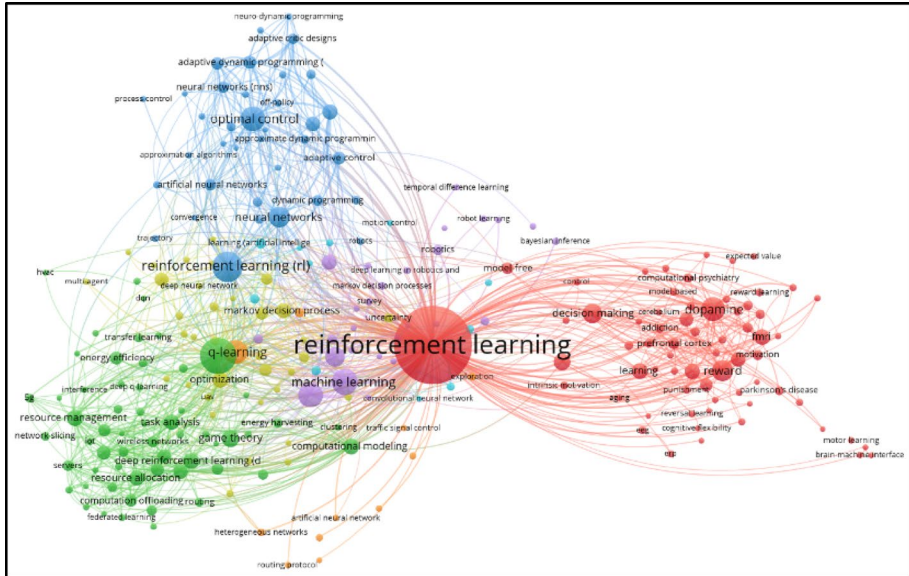 neuro dynamic programming
adaptive critic designs
adaptive dynamic programming (
neural networks (nns)
process control
off-policy
optimal control
approximate dynamic programmin
approximation algorithms
adaptive control
artificial neural networks
temporal difference learning
dynamic programming
convergence
neural networks
motion control
robot learning
trajectory
learning (artificial intellige
robotics
robotics
bayesian inference
reinforcement learning (rl)
deep learning in robotics and
model-free
expected value
hvac
multi-agent
deep neural network
markov decision processes
control
computational psychiatry
model-based
reward learning
dqn
survey
markov decision process
uncertainty
decision making
cerebellum
dopamine
addiction
transfer learning
q-learning
reinforcement learning
prefrontal cortex
fmri
energy efficiency
motivation
optimization
machine learning
exploration
learning
reward
interference
deep q-learning
intrinsic motivation
punishment
parkinson's disease
5g
uav
convolutional neural network
aging
resource management
task analysis
energy harvesting
clustering
traffic signal control
reversal learning
network slicing
iot
wireless networks
game theory
eeg
cognitive flexibility
motor learning
servers
deep reinforcement learning (d
computational modeling
erp
brain-machine interface
resource allocation
computation offloading
routing
federated learning
artificial neural network
heterogeneous networks
routing protocol